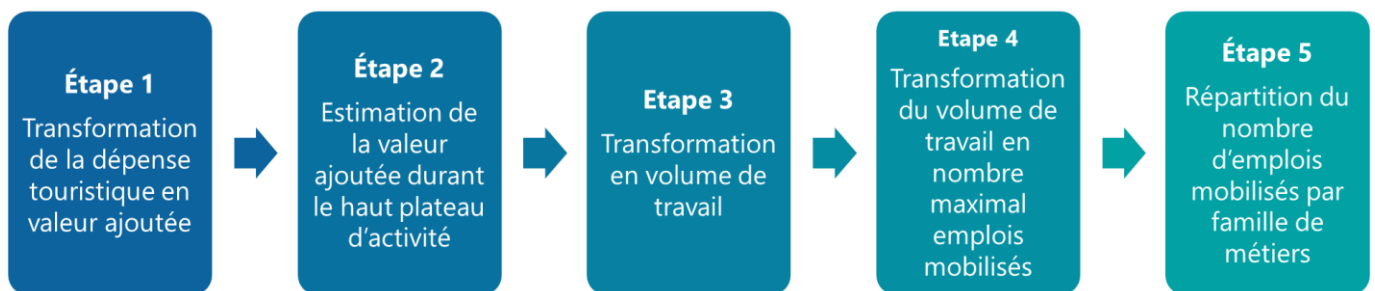 Étape 1
Transformation
de la dépense
touristique en
valeur ajoutée
Étape 2
Estimation de
la valeur
ajoutée durant
le haut plateau
d'activité
Etape 3
Transformation
en volume de
travail
Etape 4
Transformation
du volume de
travail en
nombre
maximal
emplois
mobilisés
Étape 5
Répartition du
nombre
d'emplois
mobilisés par
famille de
métiers